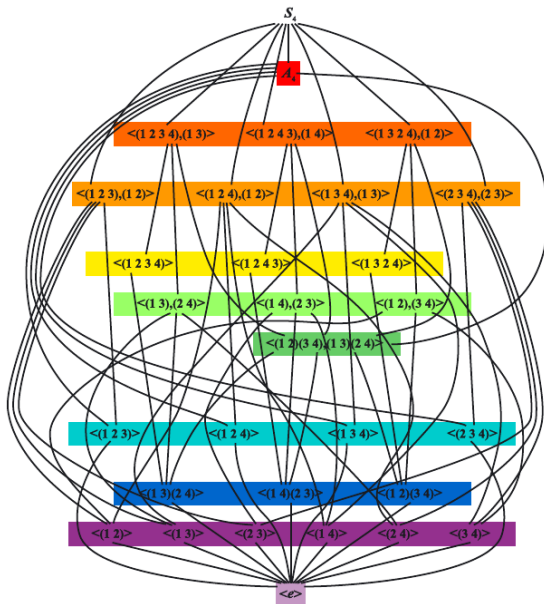 S₄
A₄
<(1 2 3 4),(1 3)> <(1 2 4 3),(1 4)> <(1 3 2 4),(1 2)>
<(1 2 3),(1 2)> <(1 2 4),(1 2)> <(1 3 4),(1 3)> <(2 3 4),(2 3)>
<(1 2 3 4)> <(1 2 4 3)> <(1 3 2 4)>
<(1 3),(2 4)> <(1 4),(2 3)> <(1 2),(3 4)>
<(1 2)(3 4),(1 3)(2 4)>
<(1 2 3)> <(1 2 4)> <(1 3 4)> <(2 3 4)>
<(1 3)(2 4)> <(1 4)(2 3)> <(1 2)(3 4)>
<(1 2)> <(1 3)> <(2 3)> <(1 4)> <(2 4)> <(3 4)>
<e>